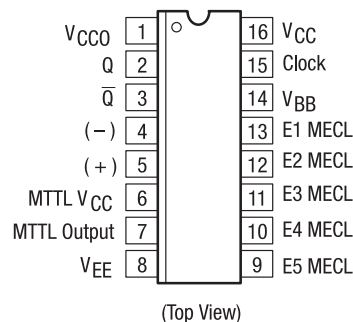 VCCO 1 16 VCC
Q 2 15 Clock
Q̅ 3 14 VBB
(−) 4 13 E1 MECL
(+) 5 12 E2 MECL
MTTL VCC 6 11 E3 MECL
MTTL Output 7 10 E4 MECL
VEE 8 9 E5 MECL
(Top View)